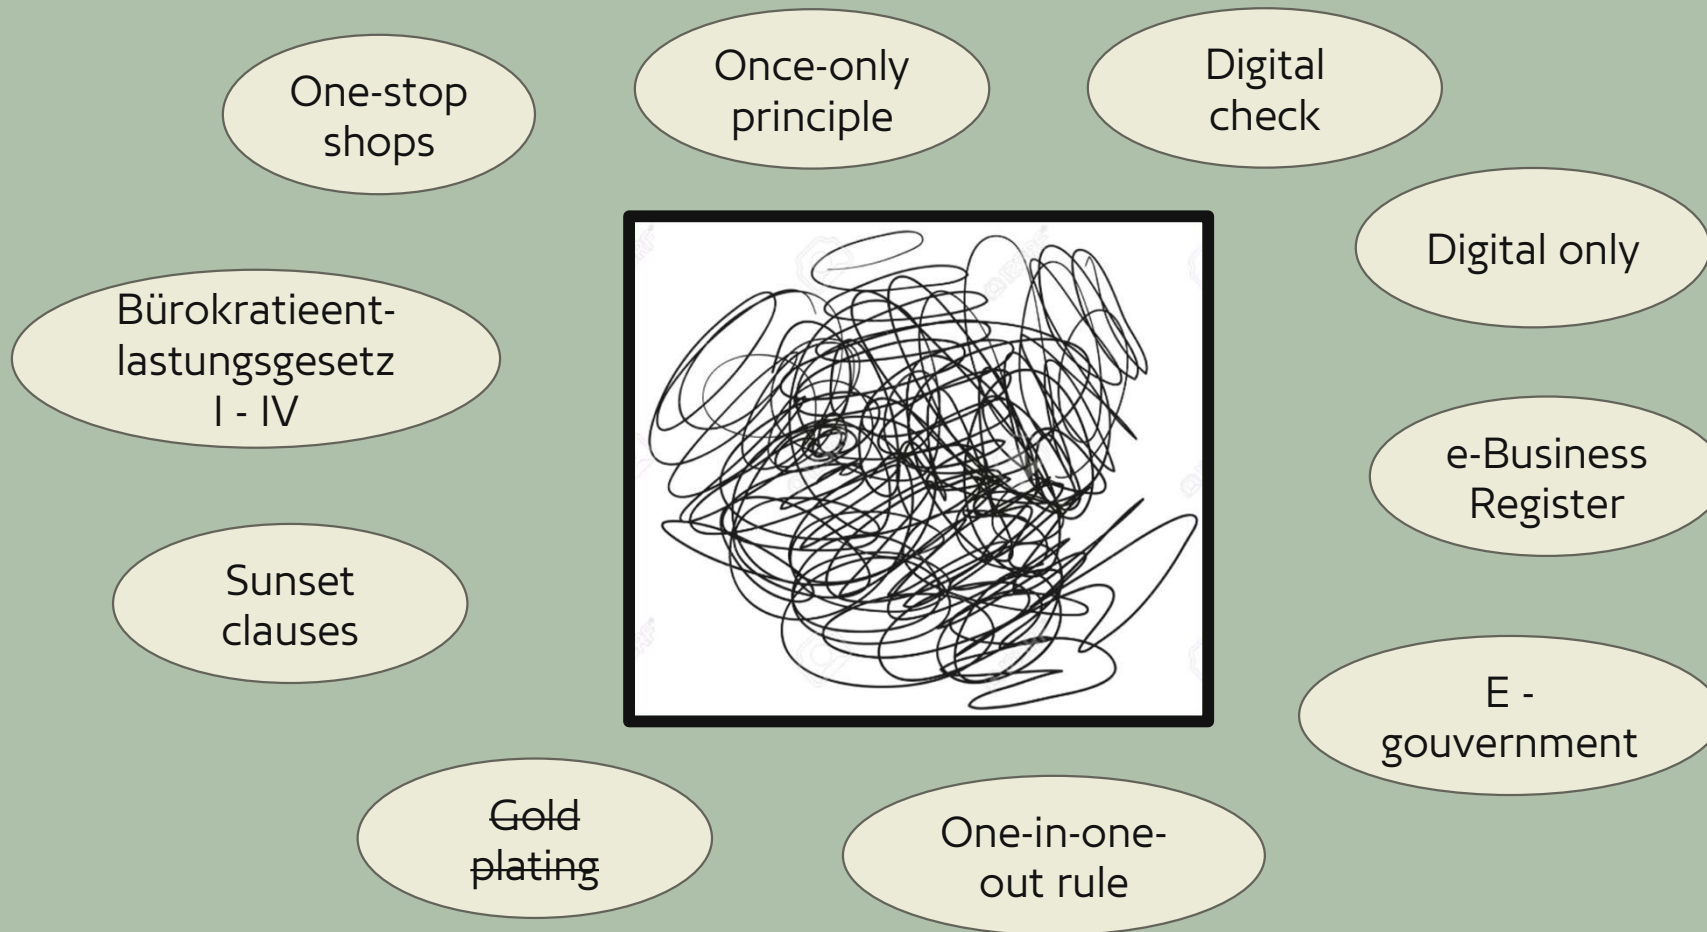 One-stop
shops
Once-only
principle
Digital
check
Digital only
Bürokratieent-
lastungsgesetz
I - IV
e-Business
Register
Sunset
clauses
E -
gouvernment
Gold
plating
One-in-one-
out rule